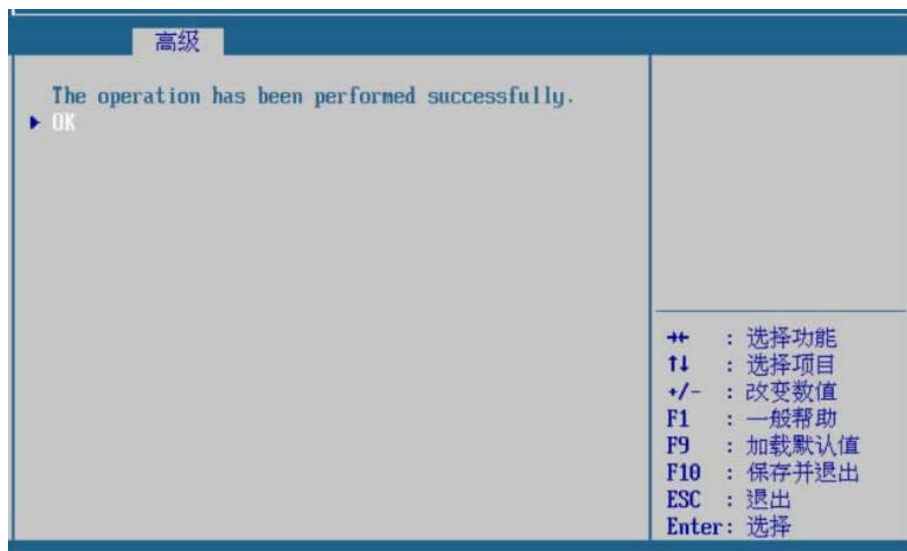 高级
The operation has been performed successfully.
▶ OK
→← : 选择功能
↑↓ : 选择项目
+/- : 改变数值
F1 : 一般帮助
F9 : 加载默认值
F10 : 保存并退出
ESC : 退出
Enter: 选择